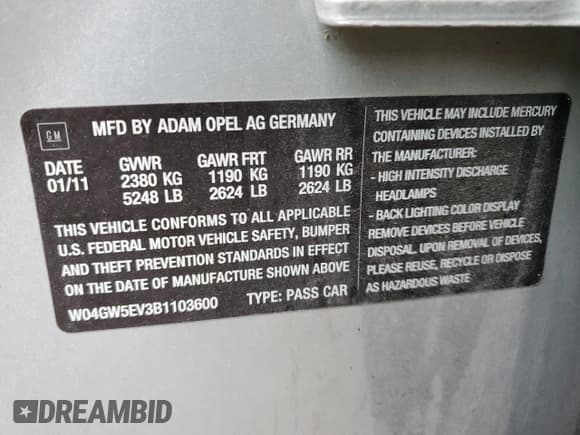 GM
MFD BY ADAM OPEL AG GERMANY
DATE GVWR GAWR FRT GAWR RR
01/11 2380 KG 1190 KG 1190 KG
5248 LB 2624 LB 2624 LB
THIS VEHICLE CONFORMS TO ALL APPLICABLE
U.S. FEDERAL MOTOR VEHICLE SAFETY, BUMPER
AND THEFT PREVENTION STANDARDS IN EFFECT
ON THE DATE OF MANUFACTURE SHOWN ABOVE
W04GW5EV3B1103600 TYPE: PASS CAR
THIS VEHICLE MAY INCLUDE MERCURY
CONTAINING DEVICES INSTALLED BY
THE MANUFACTURER:
- HIGH INTENSITY DISCHARGE
HEADLAMPS
- BACK LIGHTING COLOR DISPLAY
REMOVE DEVICES BEFORE VEHICLE
DISPOSAL. UPON REMOVAL OF DEVICES,
PLEASE REUSE, RECYCLE OR DISPOSE
AS HAZARDOUS WASTE
DREAMBID